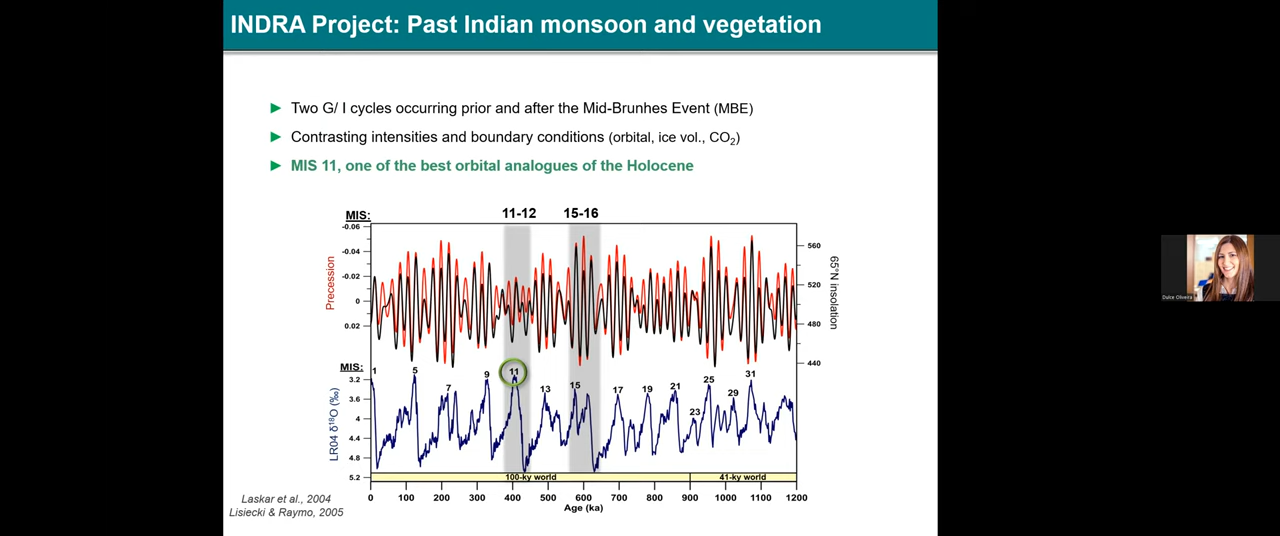 INDRA Project: Past Indian monsoon and vegetation
► Two G/ I cycles occurring prior and after the Mid-Brunhes Event (MBE)
► Contrasting intensities and boundary conditions (orbital, ice vol., CO₂)
► MIS 11, one of the best orbital analogues of the Holocene
MIS: 11-12 15-16
-0.06
-0.04
-0.02
0
0.02
Precession
560
520
480
440
65°N insolation
MIS:
1 5 7 9 11 13 15 17 19 21 23 25 29 31
3.2
3.6
4
4.4
4.8
5.2
LR04 δ¹⁸O (‰)
100-ky world 41-ky world
0 100 200 300 400 500 600 700 800 900 1000 1100 1200
Age (ka)
Laskar et al., 2004
Lisiecki & Raymo, 2005
Dulce Oliveira